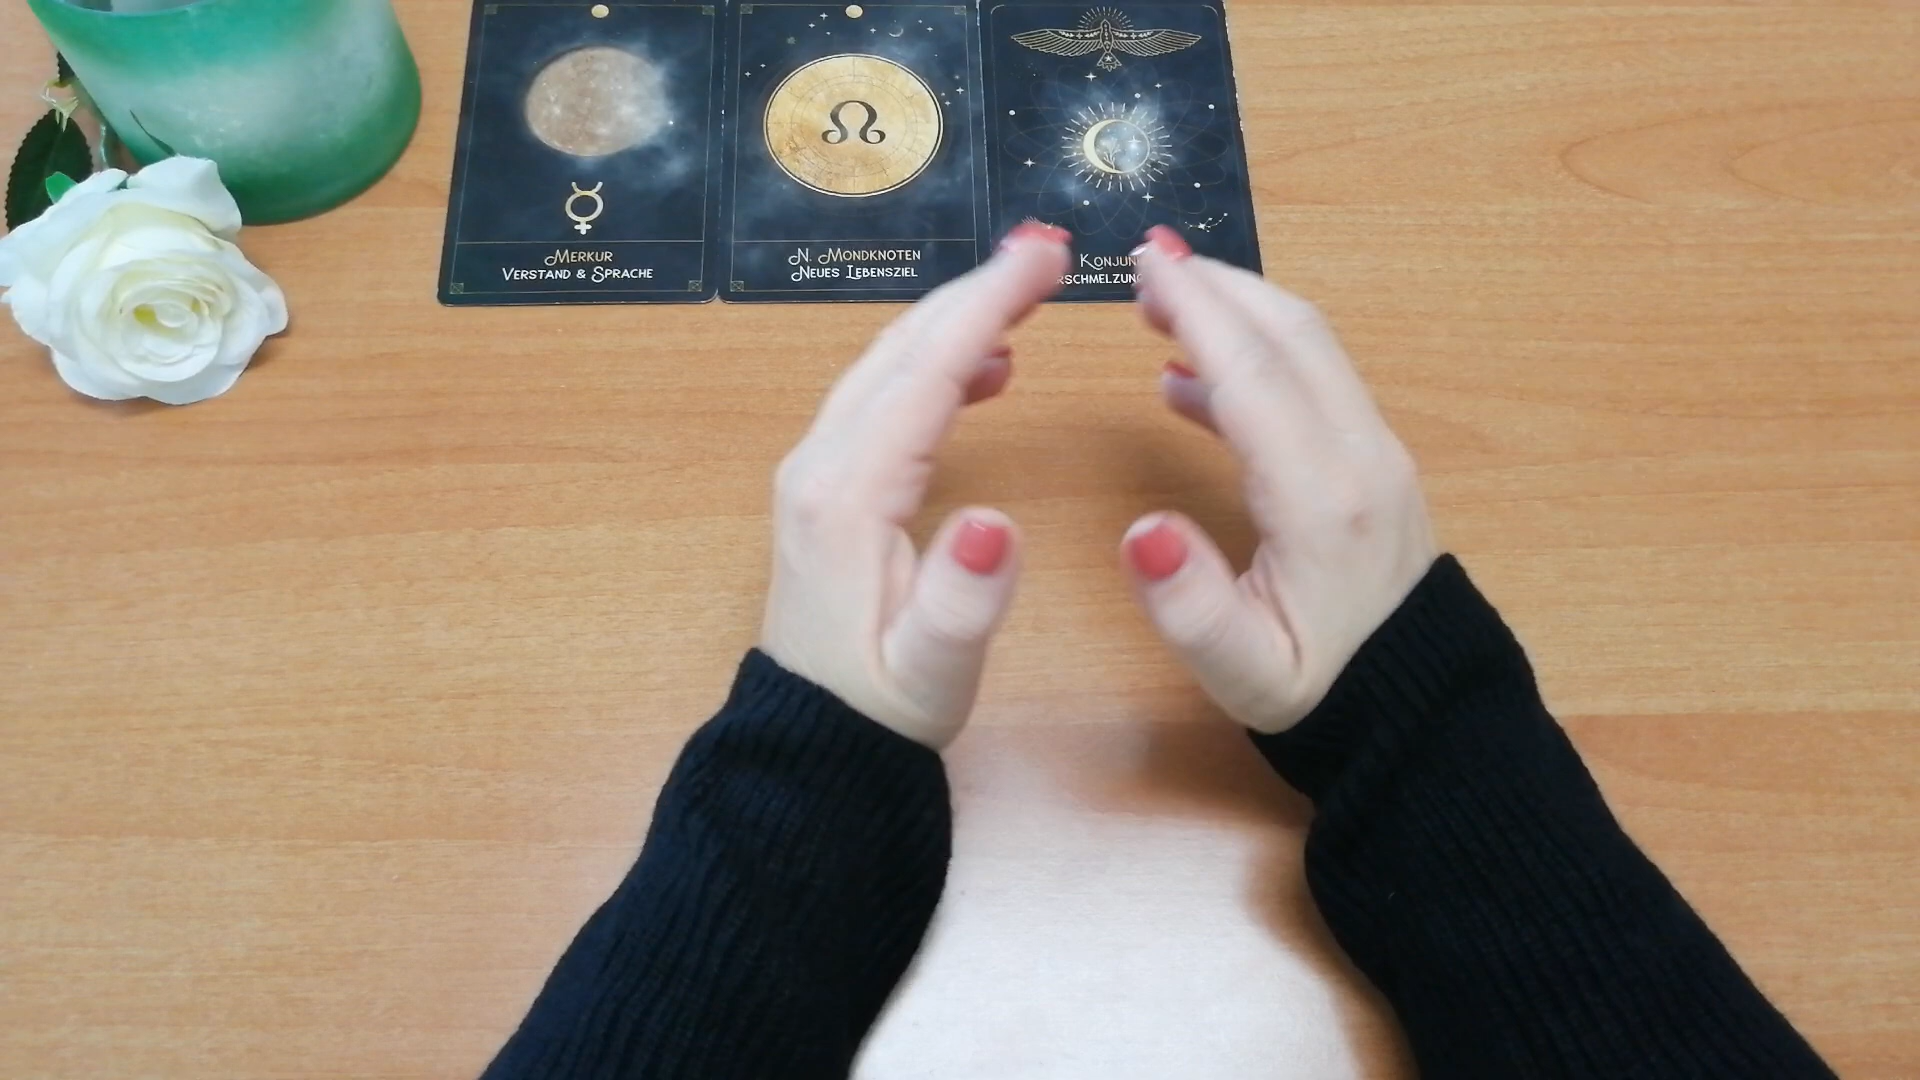 Merkur
Verstand & Sprache
N. Mondknoten
Neues Lebensziel